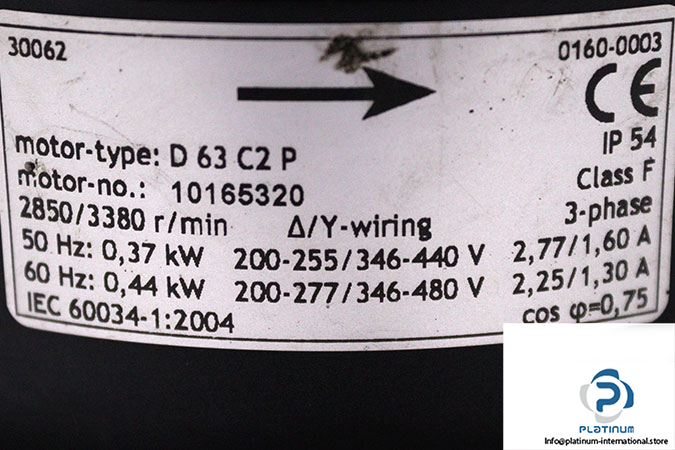 30062 0160-0003
CE
motor-type: D 63 C2 P IP 54
motor-no.: 10165320 Class F
2850/3380 r/min Δ/Y-wiring 3-phase
50 Hz: 0,37 kW 200-255/346-440 V 2,77/1,60 A
60 Hz: 0,44 kW 200-277/346-480 V 2,25/1,30 A
IEC 60034-1:2004 cos φ=0,75
PLATINUM
Info@platinum-international.store